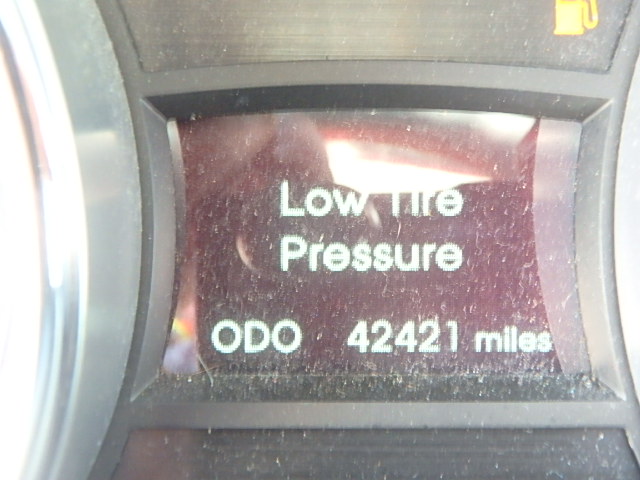 Low Tire
Pressure
ODO 42421 miles